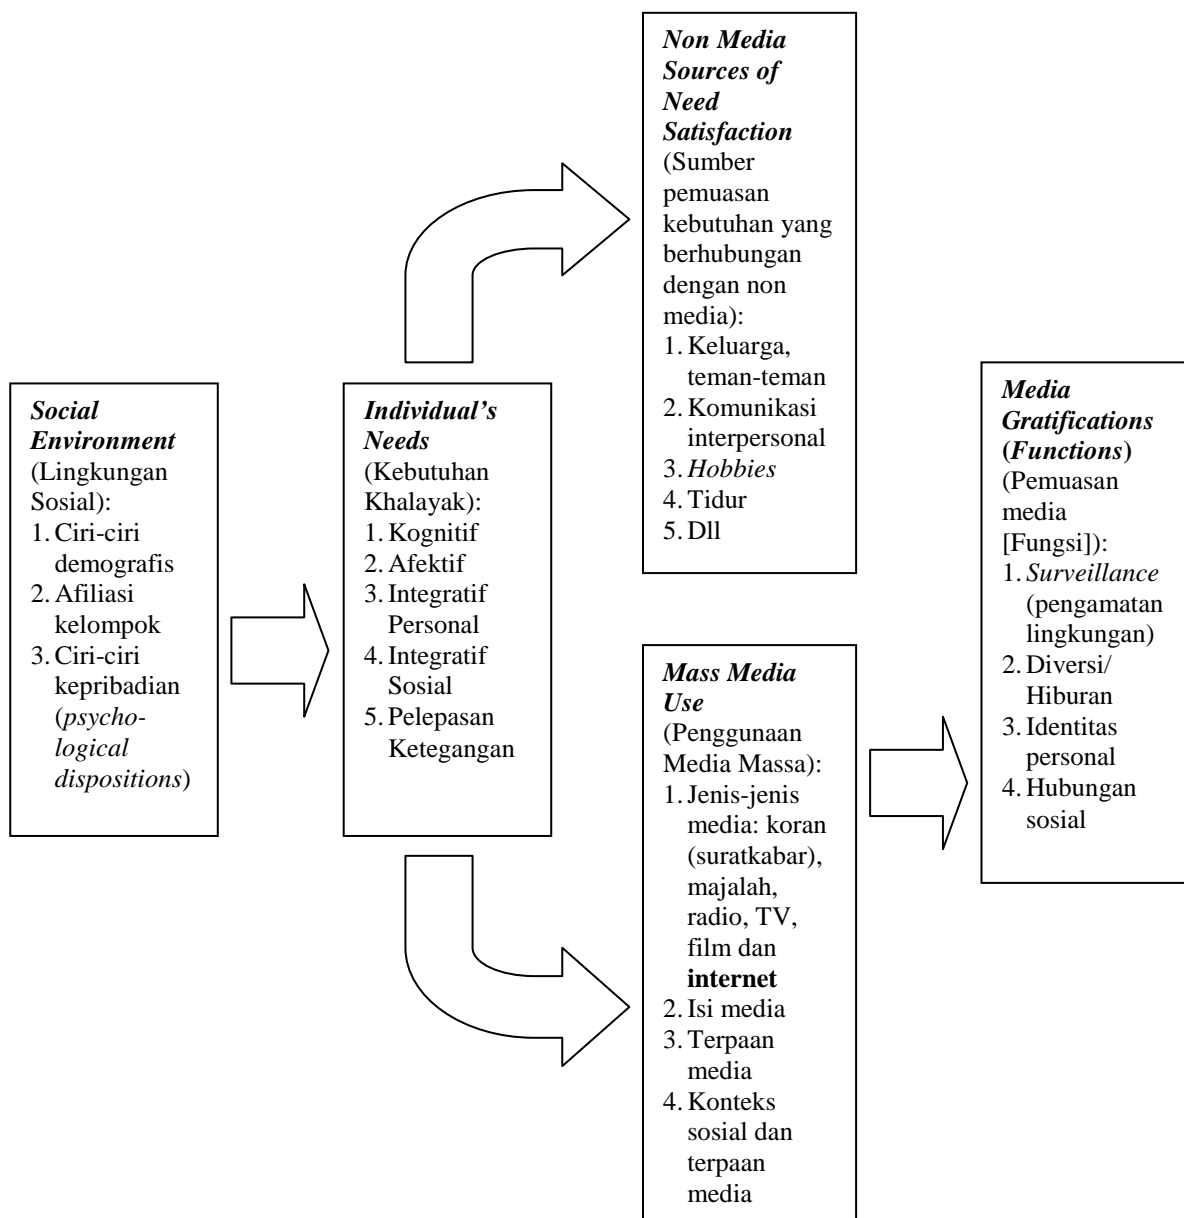 Social
Environment
(Lingkungan
Sosial):
1. Ciri-ciri
demografis
2. Afiliasi
kelompok
3. Ciri-ciri
kepribadian
(psycho-
logical
dispositions)
Individual's
Needs
(Kebutuhan
Khalayak):
1. Kognitif
2. Afektif
3. Integratif
Personal
4. Integratif
Sosial
5. Pelepasan
Ketegangan
Non Media
Sources of
Need
Satisfaction
(Sumber
pemuasan
kebutuhan yang
berhubungan
dengan non
media):
1. Keluarga,
teman-teman
2. Komunikasi
interpersonal
3. Hobbies
4. Tidur
5. Dll
Mass Media
Use
(Penggunaan
Media Massa):
1. Jenis-jenis
media: koran
(suratkabar),
majalah,
radio, TV,
film dan
internet
2. Isi media
3. Terpaan
media
4. Konteks
sosial dan
terpaan
media
Media
Gratifications
(Functions)
(Pemuasan
media
[Fungsi]):
1. Surveillance
(pengamatan
lingkungan)
2. Diversi/
Hiburan
3. Identitas
personal
4. Hubungan
sosial